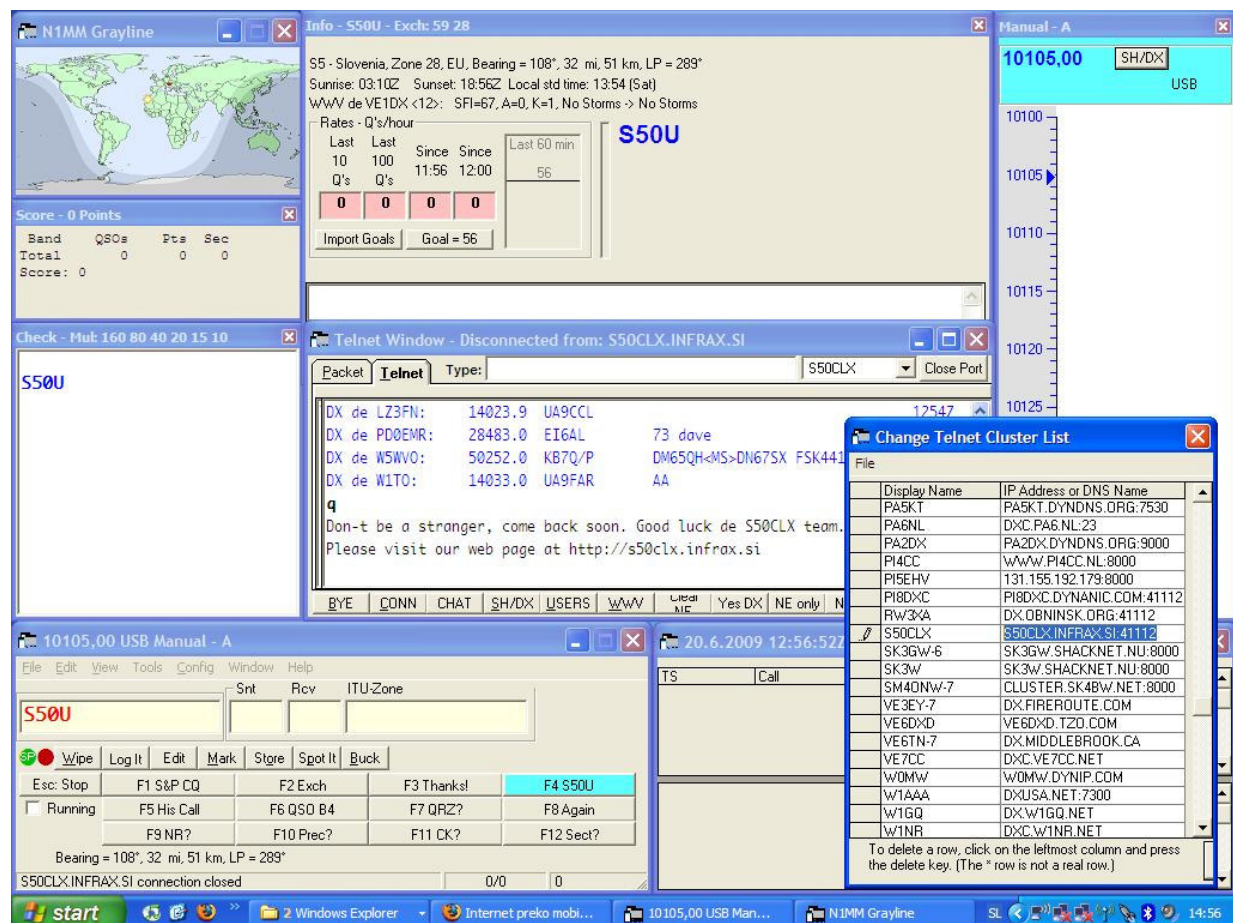 N1MM Grayline
Info - S50U - Exch: 59 28
S5 - Slovenia, Zone 28, EU, Bearing = 108°, 32 mi, 51 km, LP = 289°
Sunrise: 03:10Z Sunset: 18:56Z Local std time: 13:54 (Sat)
WWV de VE1DX <12>: SFI=67, A=0, K=1, No Storms -> No Storms
Rates - Q's/hour
Last 10 Q's
Last 100 Q's
Since 11:56
Since 12:00
0 0 0 0
Import Goals
Goal = 56
Last 60 min
56
S50U
Manual - A
10105,00 SH/DX
USB
10100
10105
10110
10115
10120
10125
Score - 0 Points
Band QSOs Pts Sec
Total 0 0 0
Score: 0
Check - Mul: 160 80 40 20 15 10
S50U
Telnet Window - Disconnected from: S50CLX.INFRAX.SI
Packet Telnet Type: S50CLX Close Port
DX de LZ3FN: 14023.9 UA9CCL 12547
DX de PD0EMR: 28483.0 EI6AL 73 dave
DX de W5WVO: 50252.0 KB7Q/P DM65QH<MS>DN67SX FSK441
DX de W1TO: 14033.0 UA9FAR AA
q
Don-t be a stranger, come back soon. Good luck de S50CLX team.
Please visit our web page at http://s50clx.infrax.si
BYE CONN CHAT SH/DX USERS WWV Yes DX NE only N
Change Telnet Cluster List
File
Display Name IP Address or DNS Name
PA5KT PA5KT.DYNDNS.ORG:7530
PA6NL DXC.PA6.NL:23
PA2DX PA2DX.DYNDNS.ORG:9000
PI4CC WWW.PI4CC.NL:8000
PI5EHV 131.155.192.179:8000
PI8DXC PI8DXC.DYNANIC.COM:41112
RW3XA DX.OBNINSK.ORG:41112
S50CLX S50CLX.INFRAX.SI:41112
SK3GW-6 SK3GW.SHACKNET.NU:8000
SK3W SK3W.SHACKNET.NU:8000
SM4ONW-7 CLUSTER.SK4BW.NET:8000
VE3EY-7 DX.FIREROUTE.COM
VE6DXD VE6DXD.TZO.COM
VE6TN-7 DX.MIDDLEBROOK.CA
VE7CC DXC.VE7CC.NET
W0MW W0MW.DYNIP.COM
W1AAA DXUSA.NET:7300
W1GQ DX.W1GQ.NET
W1NR DXC.W1NR.NET
To delete a row, click on the leftmost column and press
the delete key. (The * row is not a real row.)
10105,00 USB Manual - A
File Edit View Tools Config Window Help
Snt Rcv ITU-Zone
S50U
SP Wipe Log It Edit Mark Store Spot It Buck
Esc: Stop F1 S&P CQ F2 Exch F3 Thanks! F4 S50U
Running F5 His Call F6 QSO B4 F7 QRZ? F8 Again
F9 NR? F10 Prec? F11 CK? F12 Sect?
Bearing = 108°, 32 mi, 51 km, LP = 289°
S50CLX.INFRAX.SI connection closed 0/0 0
20.6.2009 12:56:52Z
TS Call
start
2 Windows Explorer
Internet preko mobi...
10105,00 USB Man...
N1MM Grayline
SL
14:56